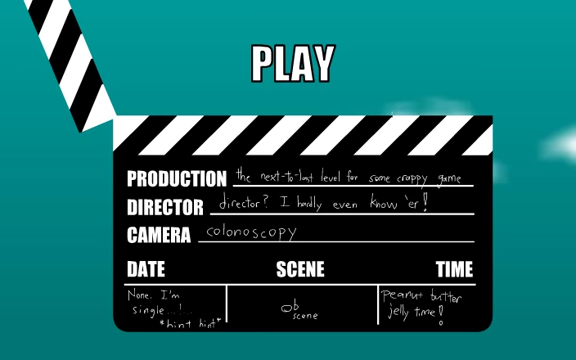 PLAY
PRODUCTION the next-to-last level for some crappy game
DIRECTOR director? I hardly even know 'er!
CAMERA colonoscopy
DATE SCENE TIME
None. I'm
single...!
*hint hint*
Ob
scene
Peanut butter
jelly time!